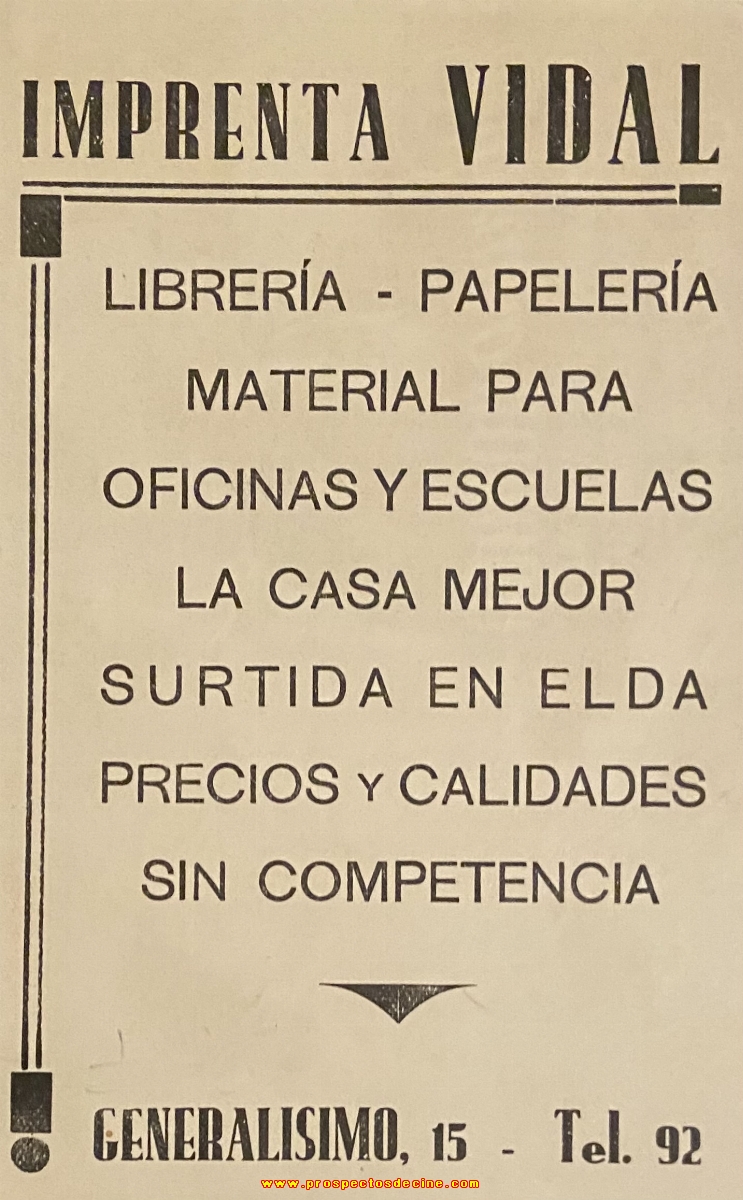 IMPRENTA VIDAL
LIBRERÍA - PAPELERÍA
MATERIAL PARA
OFICINAS Y ESCUELAS
LA CASA MEJOR
SURTIDA EN ELDA
PRECIOS Y CALIDADES
SIN COMPETENCIA
GENERALISIMO, 15 - Tel. 92
www.prospectosdecine.com